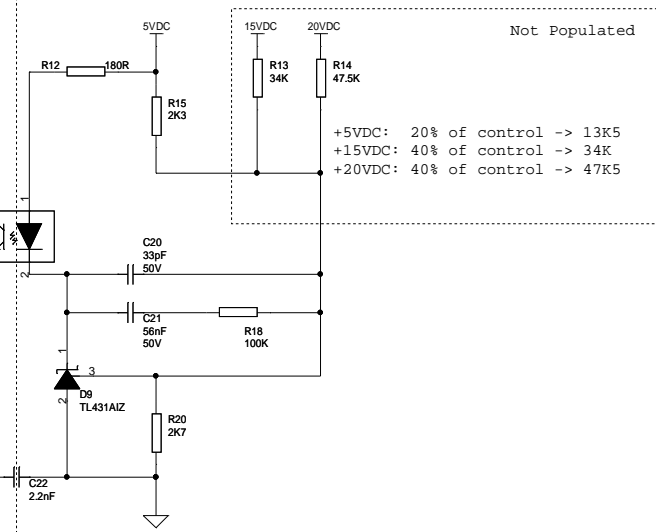 5VDC
15VDC
20VDC
Not Populated
R12
180R
R13
34K
R14
47.5K
R15
2K3
+5VDC: 20% of control -> 13K5
+15VDC: 40% of control -> 34K
+20VDC: 40% of control -> 47K5
1
2
C20
33pF
50V
C21
56nF
50V
R18
100K
1
3
2
D9
TL431AIZ
R20
2K7
C22
2.2nF